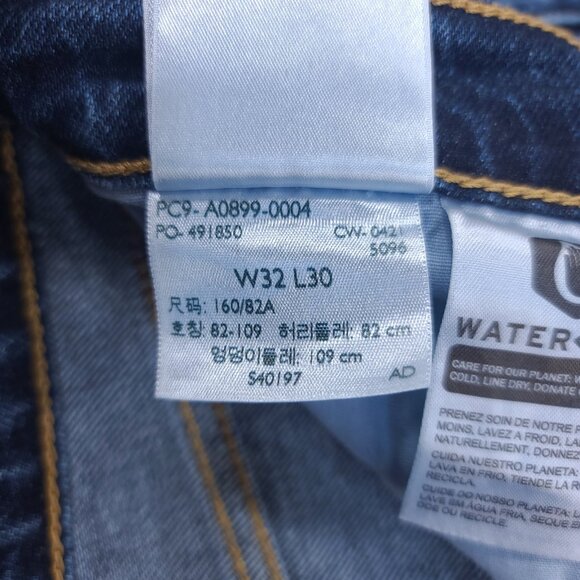 PC9- A0899-0004
PO- 491850 CW- 0421
5096
W32 L30
尺码: 160/82A
호칭: 82-109 허리둘레: 82 cm
엉덩이둘레: 109 cm
S40197 AD
WATER<
CARE FOR OUR PLANET:
COLD, LINE DRY, DONATE
PRENEZ SOIN DE NOTRE
MOINS, LAVEZ A FROID,
NATURELLEMENT, DONNEZ
CUIDA NUESTRO PLANETA:
LAVA EN FRÍO, TIENDE LA
RECICLA.
CUIDE DO NOSSO PLANETA:
LAVE EM ÁGUA FRIA, SEQUE
OU RECICLE.